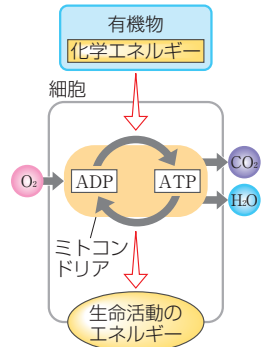 有機物
化学エネルギー
細胞
O₂
ADP
ATP
CO₂
H₂O
ミトコン
ドリア
生命活動の
エネルギー